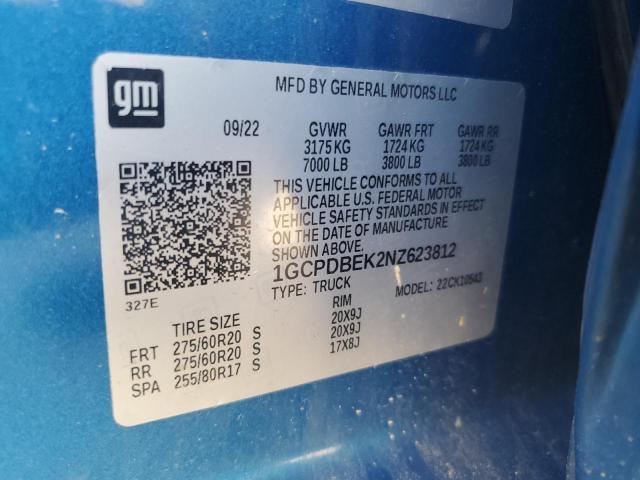 gm
MFD BY GENERAL MOTORS LLC
09/22 GVWR GAWR FRT GAWR RR
3175 KG 1724 KG 1724 KG
7000 LB 3800 LB 3800 LB
THIS VEHICLE CONFORMS TO ALL
APPLICABLE U.S. FEDERAL MOTOR
VEHICLE SAFETY STANDARDS IN EFFECT
ON THE DATE OF MANUFACTURE
SHOWN ABOVE.
1GCPDBEK2NZ623812
327E
TYPE: TRUCK MODEL: 22CK10543
TIRE SIZE RIM
FRT 275/60R20 S 20X9J
RR 275/60R20 S 20X9J
SPA 255/80R17 S 17X8J